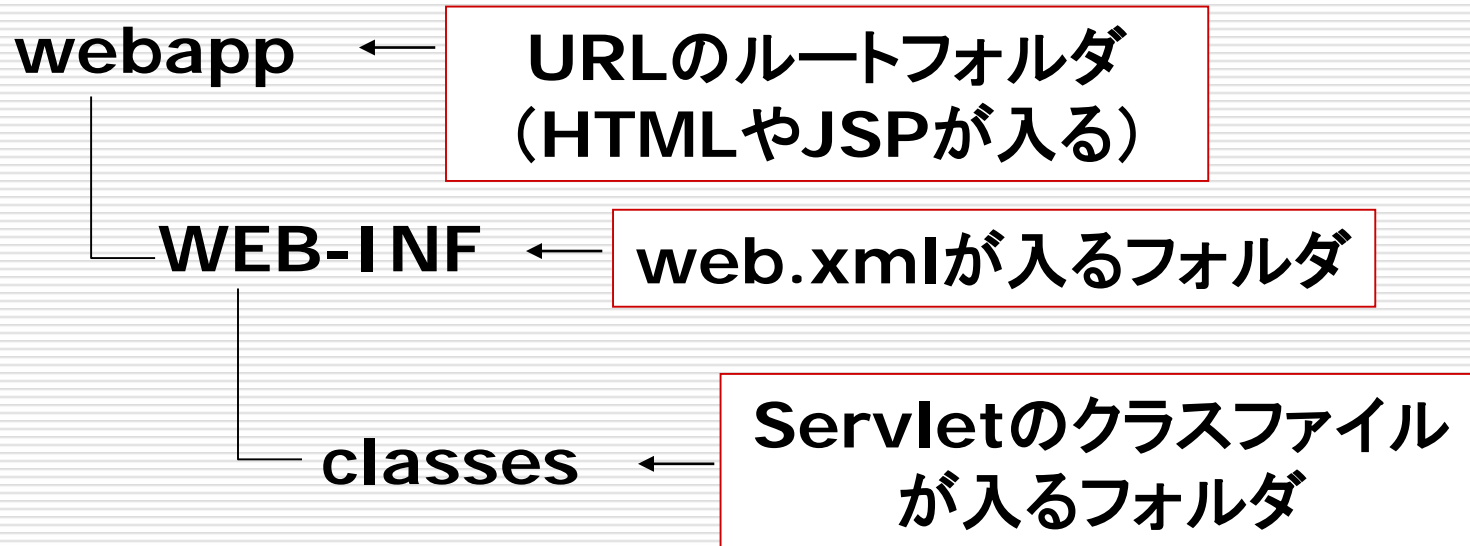 webapp
URLのルートフォルダ
（HTMLやJSPが入る）
WEB-INF
web.xmlが入るフォルダ
classes
Servletのクラスファイル
が入るフォルダ